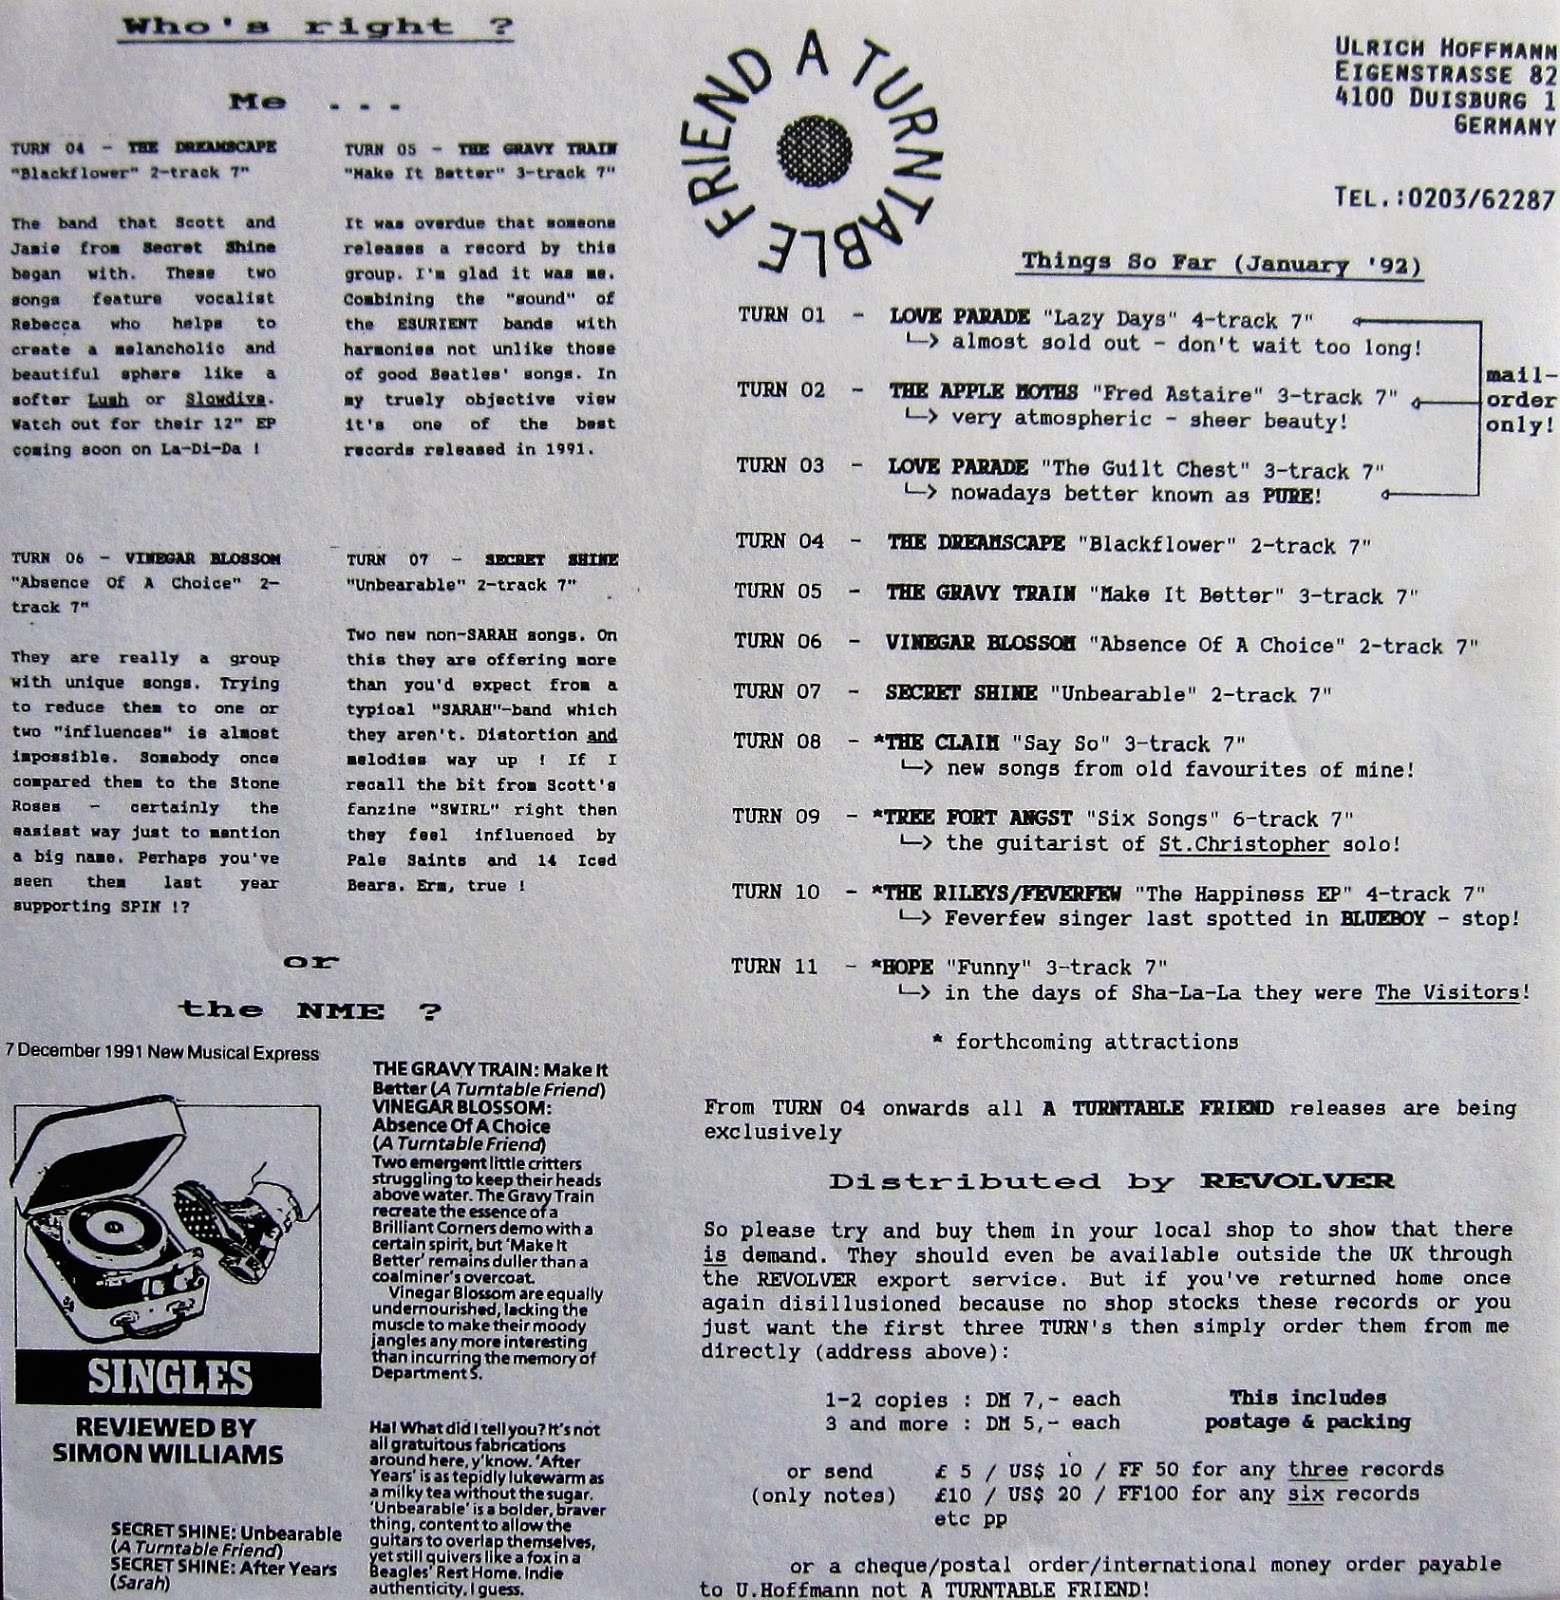 Who's right ?
Me ...
TURN 04 - THE DREAMSCAPE
"Blackflower" 2-track 7"
The band that Scott and
Jamie from Secret Shine
began with. These two
songs feature vocalist
Rebecca who helps to
create a melancholic and
beautiful sphere like a
softer Lush or Slowdive.
Watch out for their 12" EP
coming soon on La-Di-Da !
TURN 05 - THE GRAVY TRAIN
"Make It Better" 3-track 7"
It was overdue that someone
releases a record by this
group. I'm glad it was me.
Combining the "sound" of
the ESURIENT bands with
harmonies not unlike those
of good Beatles' songs. In
my truely objective view
it's one of the best
records released in 1991.
TURN 06 - VINEGAR BLOSSOM
"Absence Of A Choice" 2-
track 7"
They are really a group
with unique songs. Trying
to reduce them to one or
two "influences" is almost
impossible. Somebody once
compared them to the Stone
Roses - certainly the
easiest way just to mention
a big name. Perhaps you've
seen them last year
supporting SPIN !?
TURN 07 - SECRET SHINE
"Unbearable" 2-track 7"
Two new non-SARAH songs. On
this they are offering more
than you'd expect from a
typical "SARAH"-band which
they aren't. Distortion and
melodies way up ! If I
recall the bit from Scott's
fanzine "SWIRL" right then
they feel influenced by
Pale Saints and 14 Iced
Bears. Erm, true !
or
the NME ?
7 December 1991 New Musical Express
SINGLES
REVIEWED BY
SIMON WILLIAMS
THE GRAVY TRAIN: Make It
Better (A Turntable Friend)
VINEGAR BLOSSOM:
Absence Of A Choice
(A Turntable Friend)
Two emergent little critters
struggling to keep their heads
above water. The Gravy Train
recreate the essence of a
Brilliant Corners demo with a
certain spirit, but 'Make It
Better' remains duller than a
coalminer's overcoat.
Vinegar Blossom are equally
undernourished, lacking the
muscle to make their moody
jangles any more interesting
than incurring the memory of
Department S.
SECRET SHINE: Unbearable
(A Turntable Friend)
SECRET SHINE: After Years
(Sarah)
Ha! What did I tell you? It's not
all gratuitous fabrications
around here, y'know. 'After
Years' is as tepidly lukewarm as
a milky tea without the sugar.
'Unbearable' is a bolder, braver
thing, content to allow the
guitars to overlap themselves,
yet still quivers like a fox in a
Beagles' Rest Home. Indie
authenticity, I guess.
A TURNTABLE FRIEND
ULRICH HOFFMANN
EIGENSTRASSE 82
4100 DUISBURG 1
GERMANY
TEL.:0203/62287
Things So Far (January '92)
TURN 01 - LOVE PARADE "Lazy Days" 4-track 7"
almost sold out - don't wait too long!
TURN 02 - THE APPLE MOTHS "Fred Astaire" 3-track 7"
very atmospheric - sheer beauty!
TURN 03 - LOVE PARADE "The Guilt Chest" 3-track 7"
nowadays better known as PURE!
mail-
order
only!
TURN 04 - THE DREAMSCAPE "Blackflower" 2-track 7"
TURN 05 - THE GRAVY TRAIN "Make It Better" 3-track 7"
TURN 06 - VINEGAR BLOSSOM "Absence Of A Choice" 2-track 7"
TURN 07 - SECRET SHINE "Unbearable" 2-track 7"
TURN 08 - *THE CLAIM "Say So" 3-track 7"
new songs from old favourites of mine!
TURN 09 - *TREE FORT ANGST "Six Songs" 6-track 7"
the guitarist of St.Christopher solo!
TURN 10 - *THE RILEYS/FEVERFEW "The Happiness EP" 4-track 7"
Feverfew singer last spotted in BLUEBOY - stop!
TURN 11 - *HOPE "Funny" 3-track 7"
in the days of Sha-La-La they were The Visitors!
* forthcoming attractions
From TURN 04 onwards all A TURNTABLE FRIEND releases are being
exclusively
Distributed by REVOLVER
So please try and buy them in your local shop to show that there
is demand. They should even be available outside the UK through
the REVOLVER export service. But if you've returned home once
again disillusioned because no shop stocks these records or you
just want the first three TURN's then simply order them from me
directly (address above):
1-2 copies : DM 7,- each This includes
3 and more : DM 5,- each postage & packing
or send £ 5 / US$ 10 / FF 50 for any three records
(only notes) £10 / US$ 20 / FF100 for any six records
etc pp
or a cheque/postal order/international money order payable
to U.Hoffmann not A TURNTABLE FRIEND!